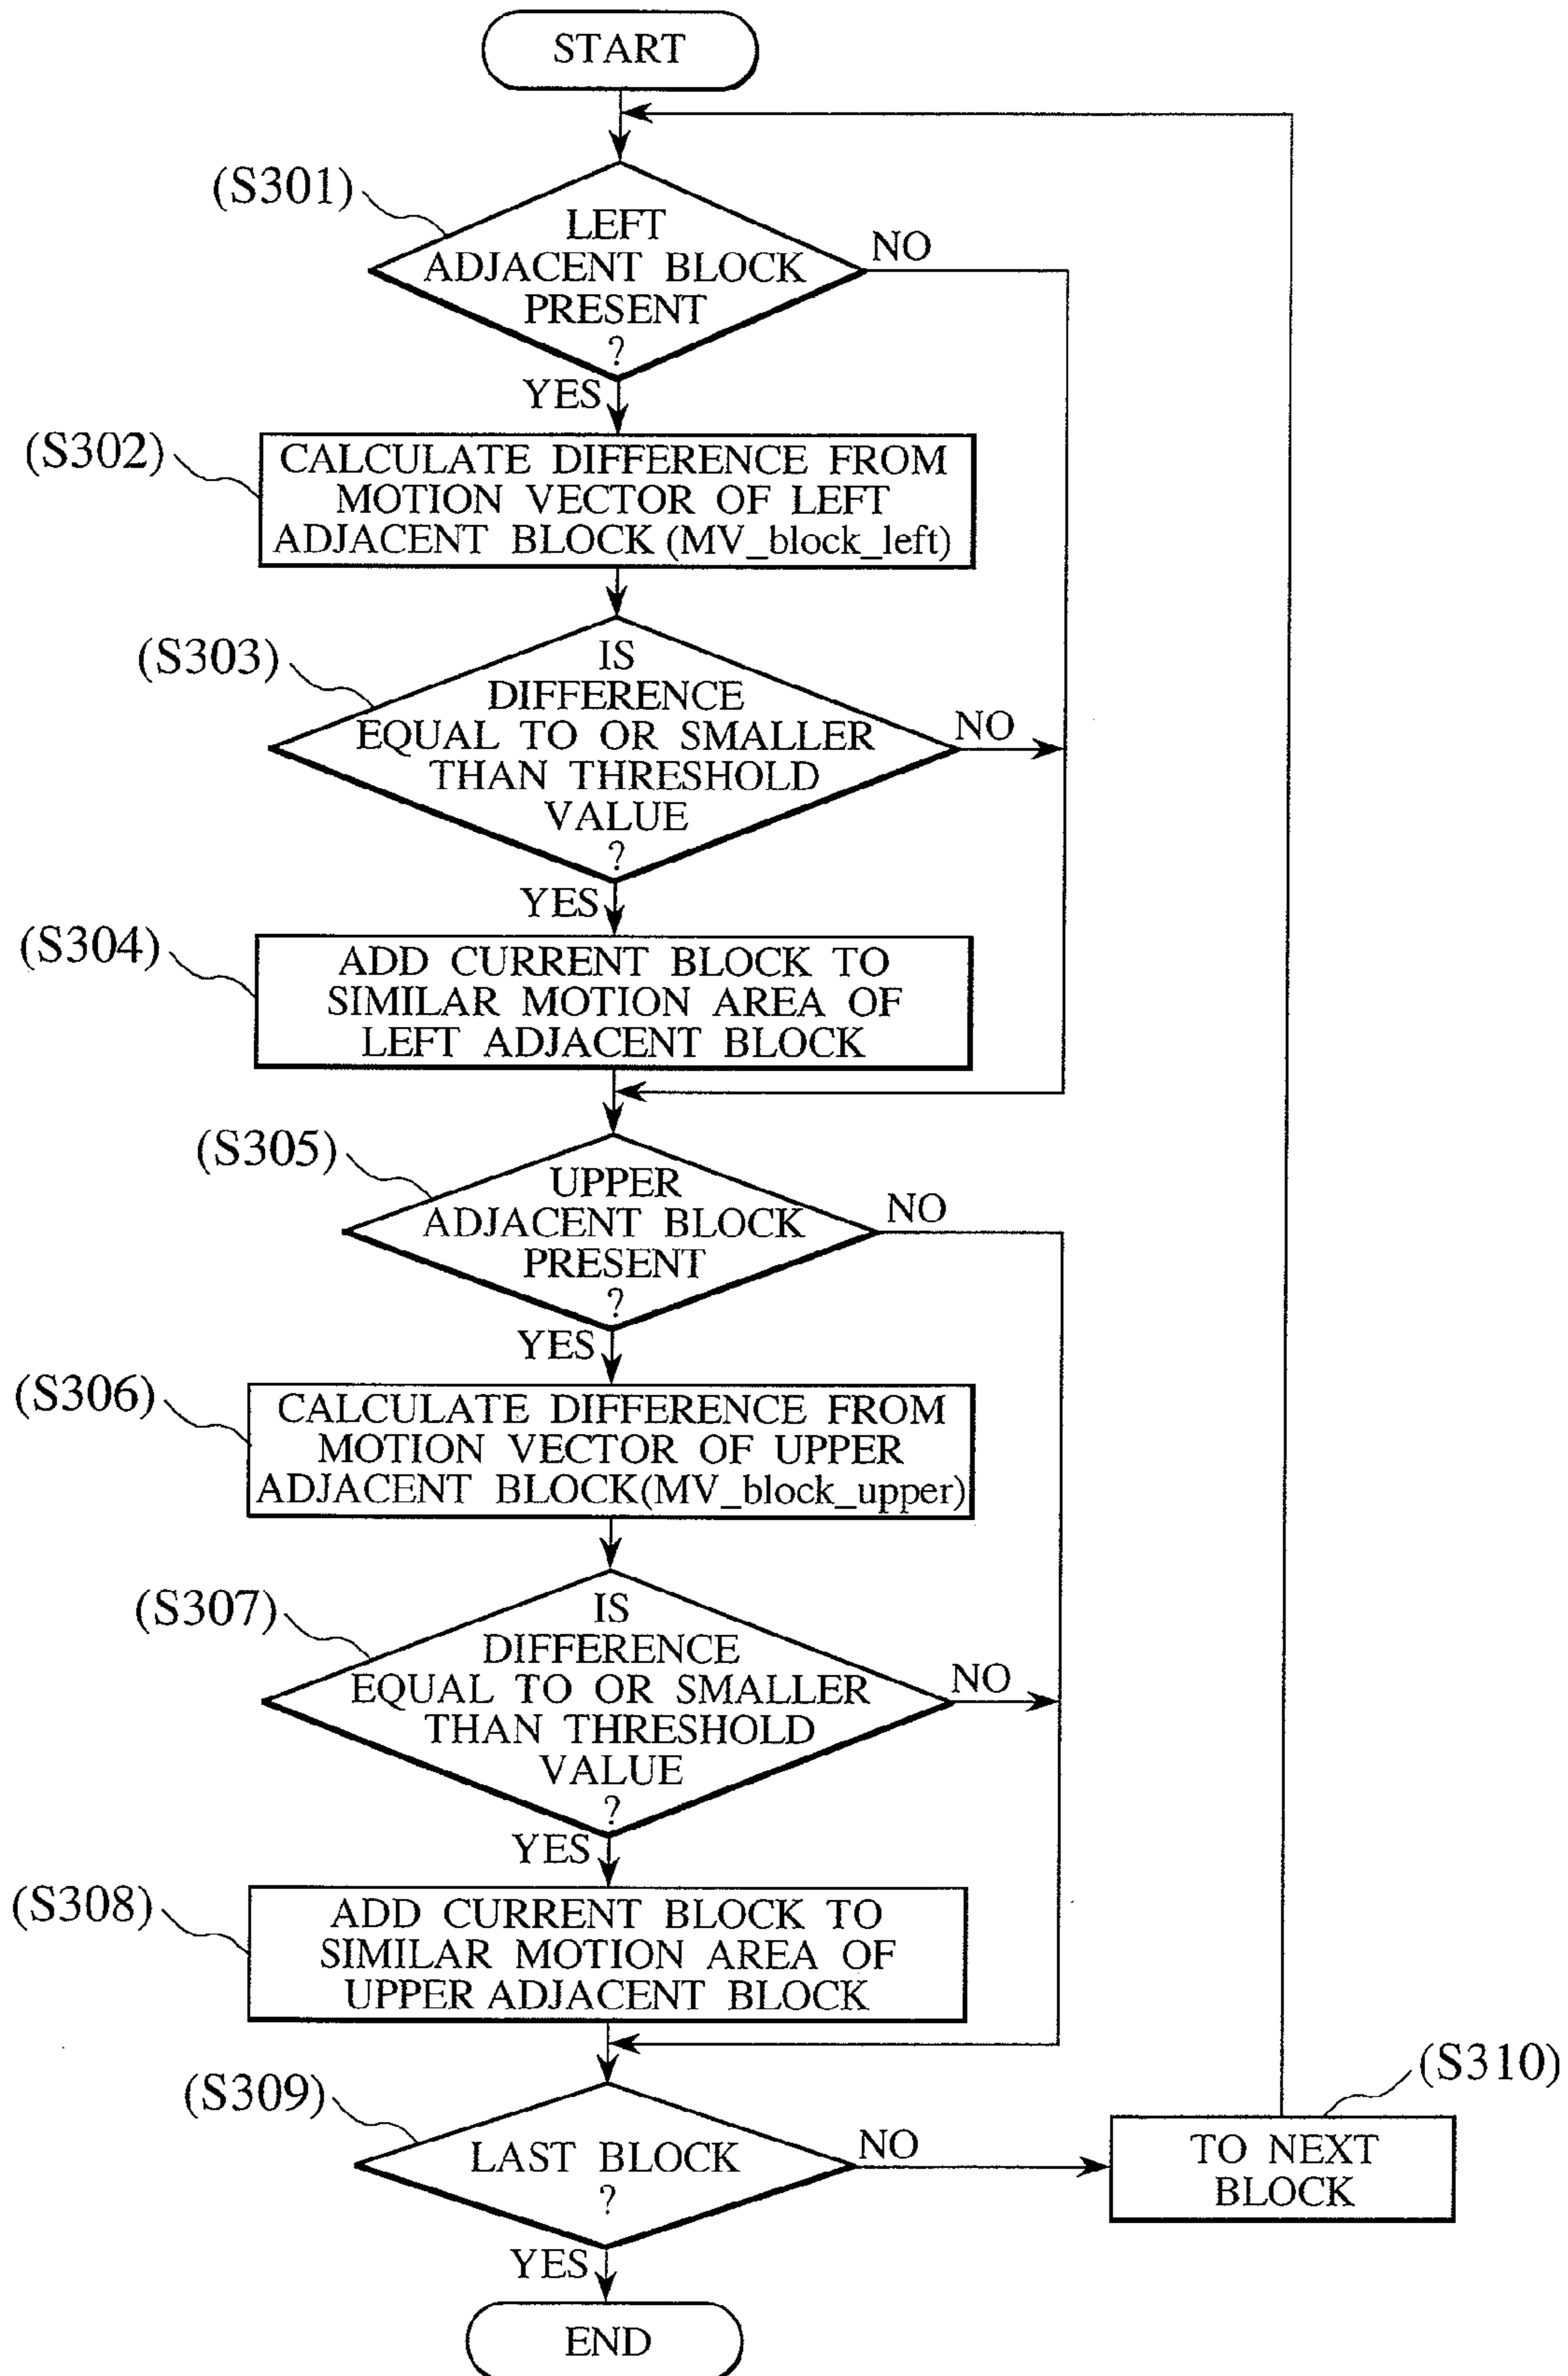 START
(S301)
LEFT
ADJACENT BLOCK
PRESENT
?
NO
YES
(S302)
CALCULATE DIFFERENCE FROM
MOTION VECTOR OF LEFT
ADJACENT BLOCK (MV_block_left)
(S303)
IS
DIFFERENCE
EQUAL TO OR SMALLER
THAN THRESHOLD
VALUE
?
NO
YES
(S304)
ADD CURRENT BLOCK TO
SIMILAR MOTION AREA OF
LEFT ADJACENT BLOCK
(S305)
UPPER
ADJACENT BLOCK
PRESENT
?
NO
YES
(S306)
CALCULATE DIFFERENCE FROM
MOTION VECTOR OF UPPER
ADJACENT BLOCK(MV_block_upper)
(S307)
IS
DIFFERENCE
EQUAL TO OR SMALLER
THAN THRESHOLD
VALUE
?
NO
YES
(S308)
ADD CURRENT BLOCK TO
SIMILAR MOTION AREA OF
UPPER ADJACENT BLOCK
(S309)
LAST BLOCK
?
NO
(S310)
TO NEXT
BLOCK
YES
END